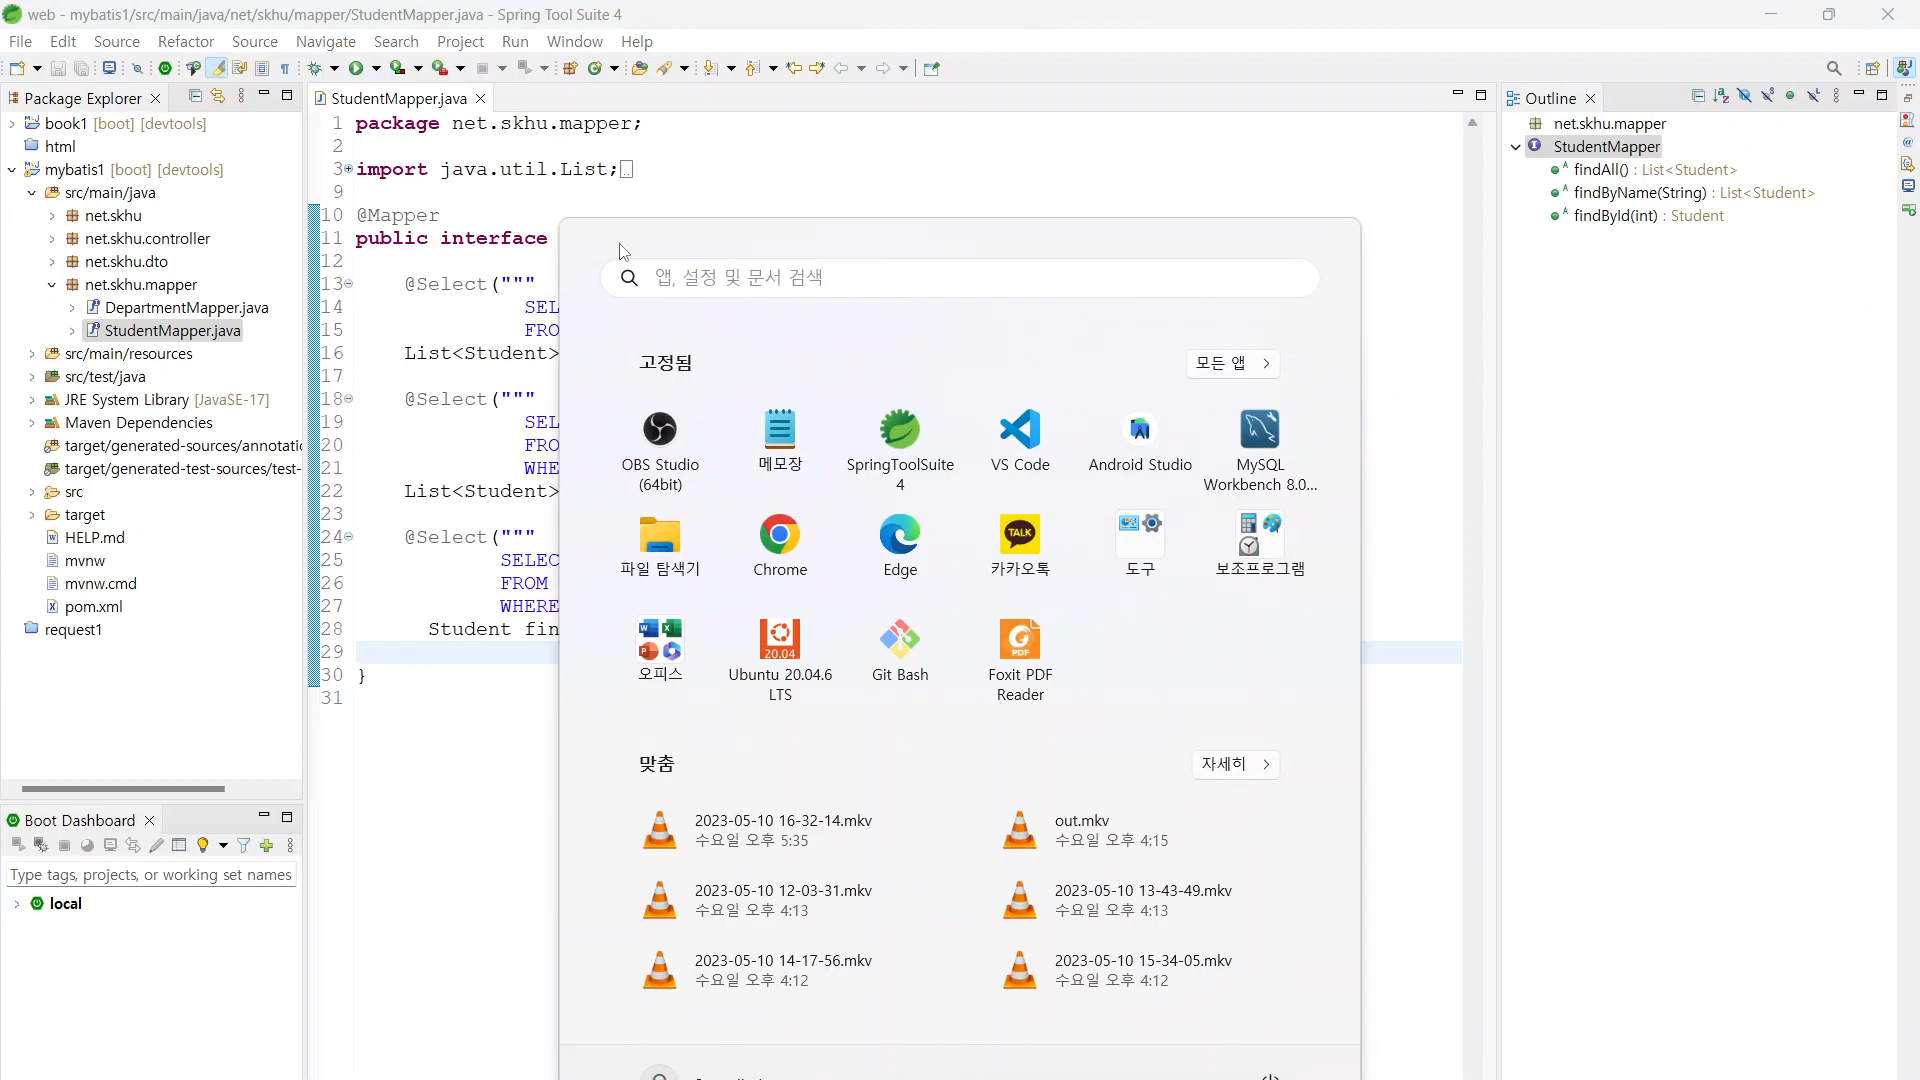 web - mybatis1/src/main/java/net/skhu/mapper/StudentMapper.java - Spring Tool Suite 4
File Edit Source Refactor Source Navigate Search Project Run Window Help
Package Explorer
book1 [boot] [devtools]
html
mybatis1 [boot] [devtools]
src/main/java
net.skhu
net.skhu.controller
net.skhu.dto
net.skhu.mapper
DepartmentMapper.java
StudentMapper.java
src/main/resources
src/test/java
JRE System Library [JavaSE-17]
Maven Dependencies
target/generated-sources/annotatic
target/generated-test-sources/test-
src
target
HELP.md
mvnw
mvnw.cmd
pom.xml
request1
Boot Dashboard
Type tags, projects, or working set names
local
StudentMapper.java
1 package net.skhu.mapper;
2
3 import java.util.List;
9
10 @Mapper
11 public interface
12
13 @Select("""
14 SEL
15 FRO
16 List<Student>
17
18 @Select("""
19 SEL
20 FRO
21 WHE
22 List<Student>
23
24 @Select("""
25 SELEC
26 FROM
27 WHERE
28 Student fin
29
30 }
31
앱, 설정 및 문서 검색
고정됨
모든 앱 >
OBS Studio
(64bit)
메모장
SpringToolSuite
4
VS Code
Android Studio
MySQL
Workbench 8.0...
파일 탐색기
Chrome
Edge
TALK
카카오톡
도구
보조프로그램
오피스
20.04
Ubuntu 20.04.6
LTS
Git Bash
PDF
Foxit PDF
Reader
맞춤
자세히 >
2023-05-10 16-32-14.mkv
수요일 오후 5:35
out.mkv
수요일 오후 4:15
2023-05-10 12-03-31.mkv
수요일 오후 4:13
2023-05-10 13-43-49.mkv
수요일 오후 4:13
2023-05-10 14-17-56.mkv
수요일 오후 4:12
2023-05-10 15-34-05.mkv
수요일 오후 4:12
Outline
net.skhu.mapper
StudentMapper
findAll() : List<Student>
findByName(String) : List<Student>
findById(int) : Student